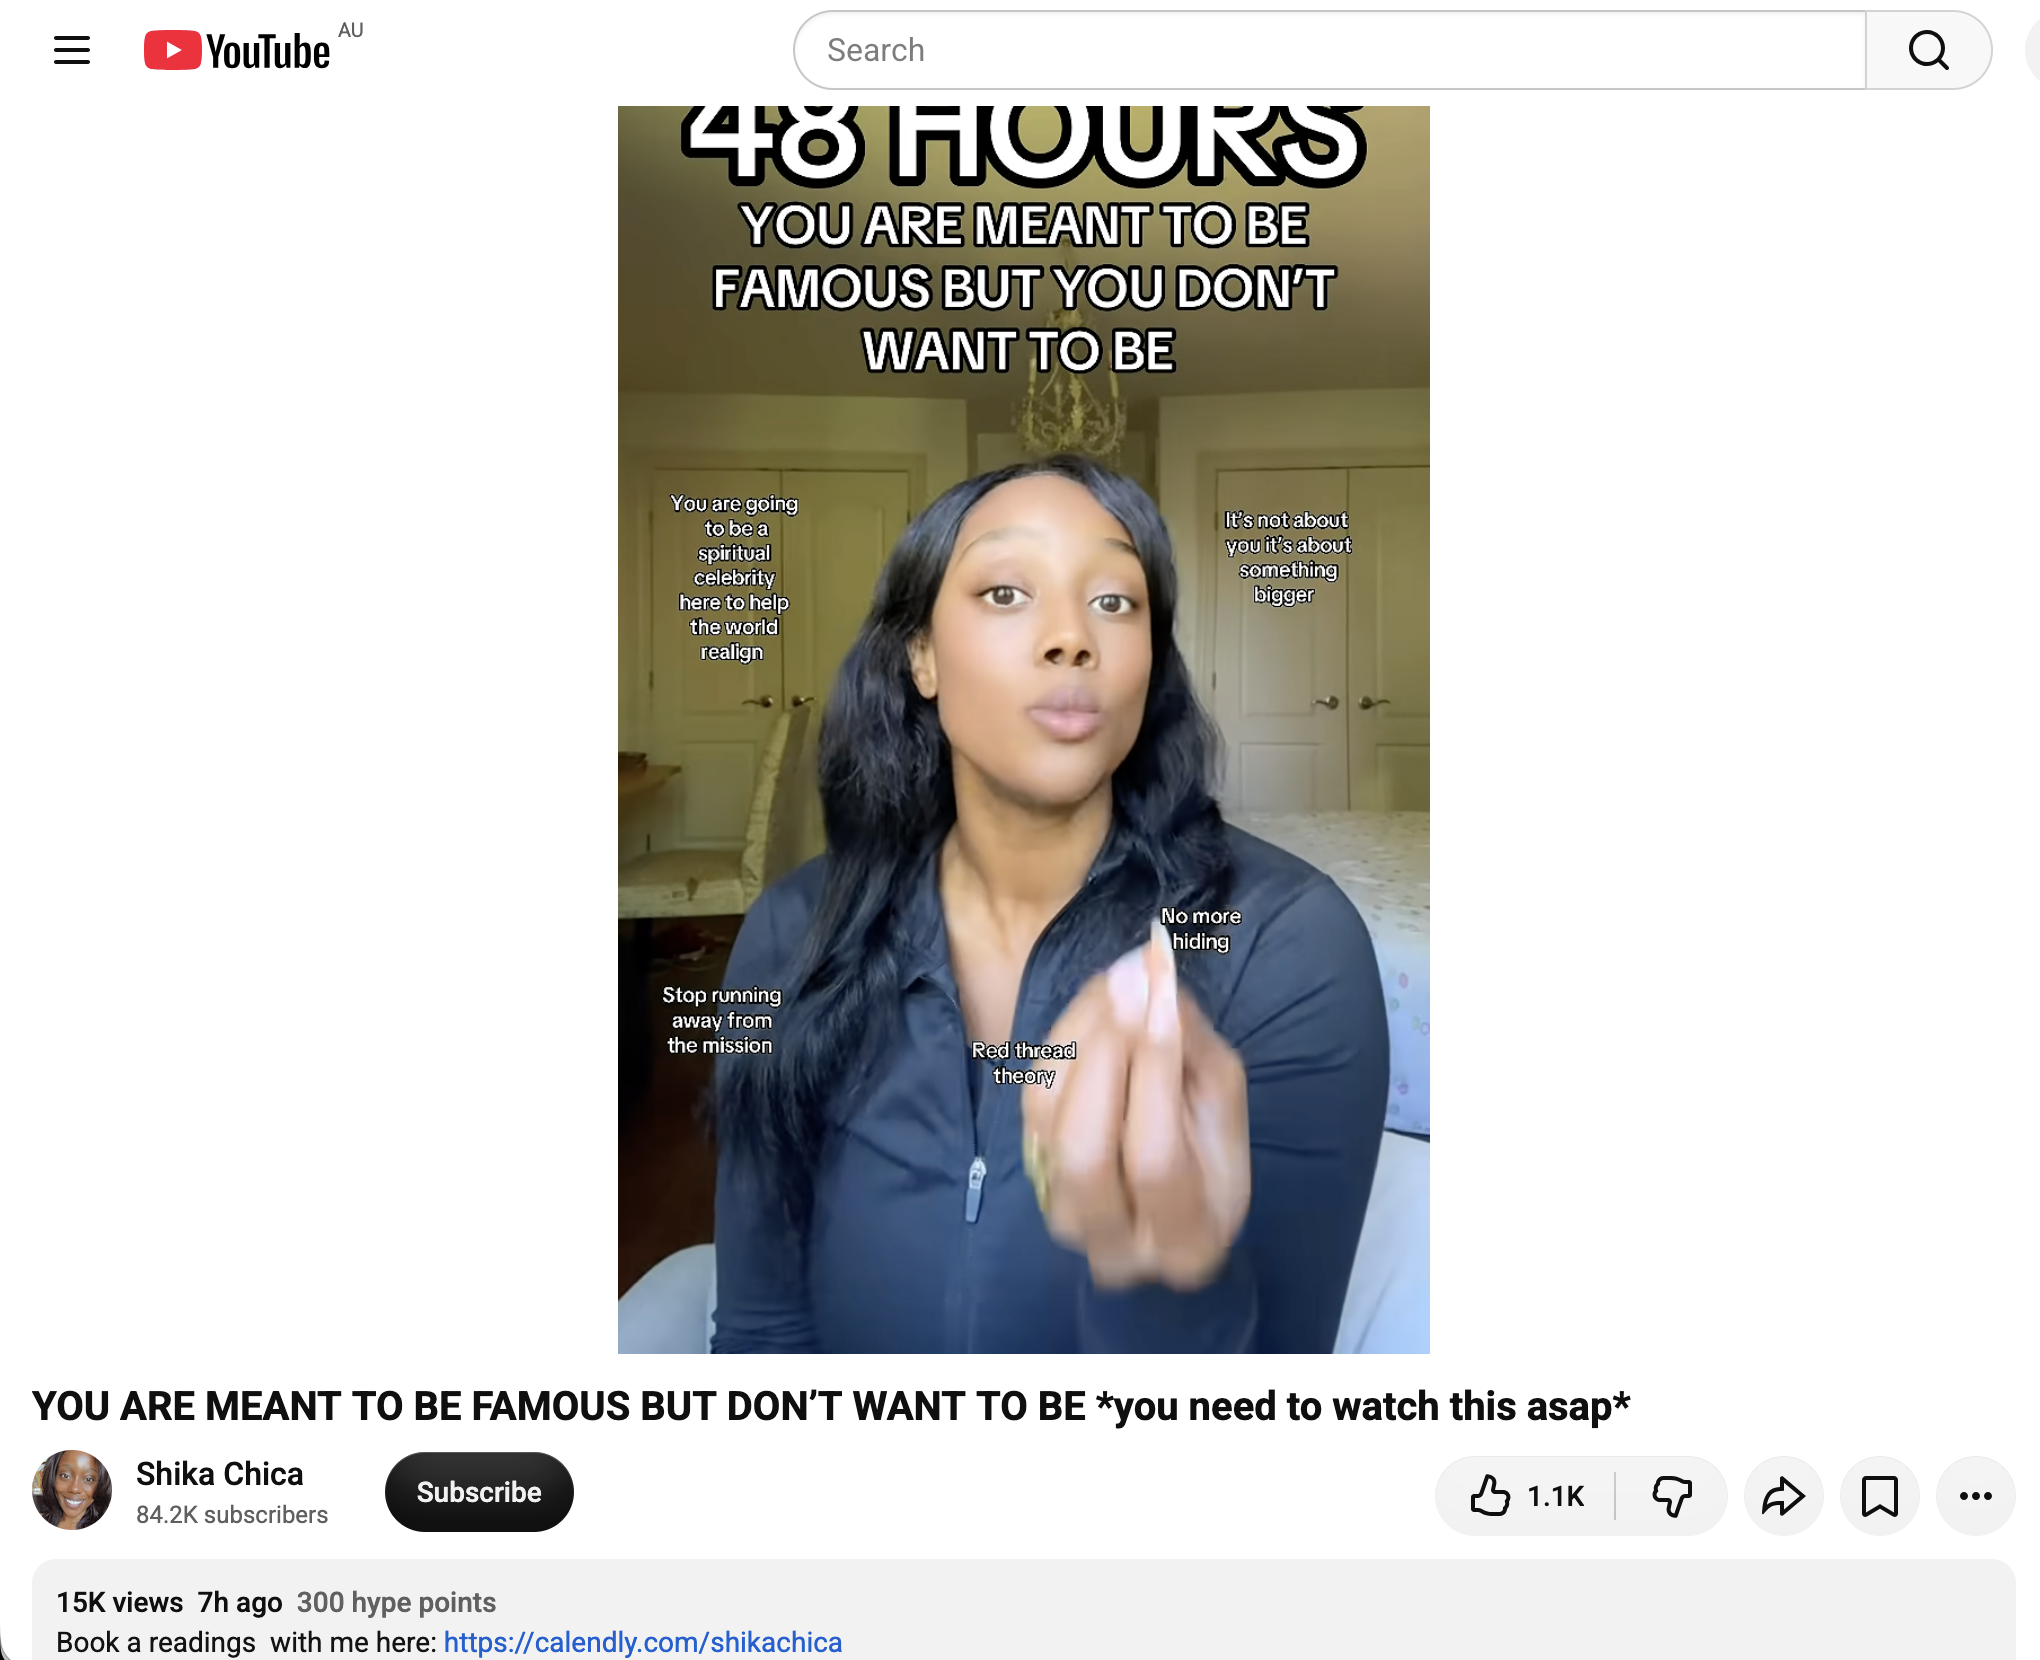 YouTube AU
Search
48 HOURS
YOU ARE MEANT TO BE
FAMOUS BUT YOU DON'T
WANT TO BE
You are going
to be a
spiritual
celebrity
here to help
the world
realign
It's not about
you it's about
something
bigger
No more
hiding
Stop running
away from
the mission
Red thread
theory
YOU ARE MEANT TO BE FAMOUS BUT DON'T WANT TO BE *you need to watch this asap*
Shika Chica
84.2K subscribers
Subscribe
1.1K
15K views 7h ago 300 hype points
Book a readings with me here: https://calendly.com/shikachica